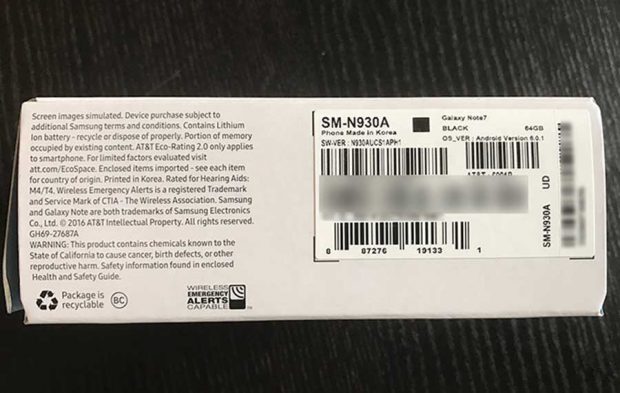 Screen images simulated. Device purchase subject to
additional Samsung terms and conditions. Contains Lithium
Ion battery - recycle or dispose of properly. Portion of memory
occupied by existing content. AT&T Eco-Rating 2.0 only applies
to smartphone. For limited factors evaluated visit
att.com/EcoSpace. Enclosed items imported - see each item
for country of origin. Printed in Korea. Rated for Hearing Aids:
M4/T4. Wireless Emergency Alerts is a registered Trademark
and Service Mark of CTIA - The Wireless Association. Samsung
and Galaxy Note are both trademarks of Samsung Electronics
Co., Ltd. © 2016 AT&T Intellectual Property. All rights reserved.
GH69-27687A
WARNING: This product contains chemicals known to the
State of California to cause cancer, birth defects, or other
reproductive harm. Safety information found in enclosed
Health and Safety Guide.
Package is
recyclable
BC
WIRELESS
EMERGENCY
ALERTS
CAPABLE
SM-N930A
Phone Made in Korea
Galaxy Note7
BLACK 64GB
OS_VER : Android Version 6.0.1
SW-VER : N930AUCS1APH1
8 87276 19133 1
SM-N930A UD